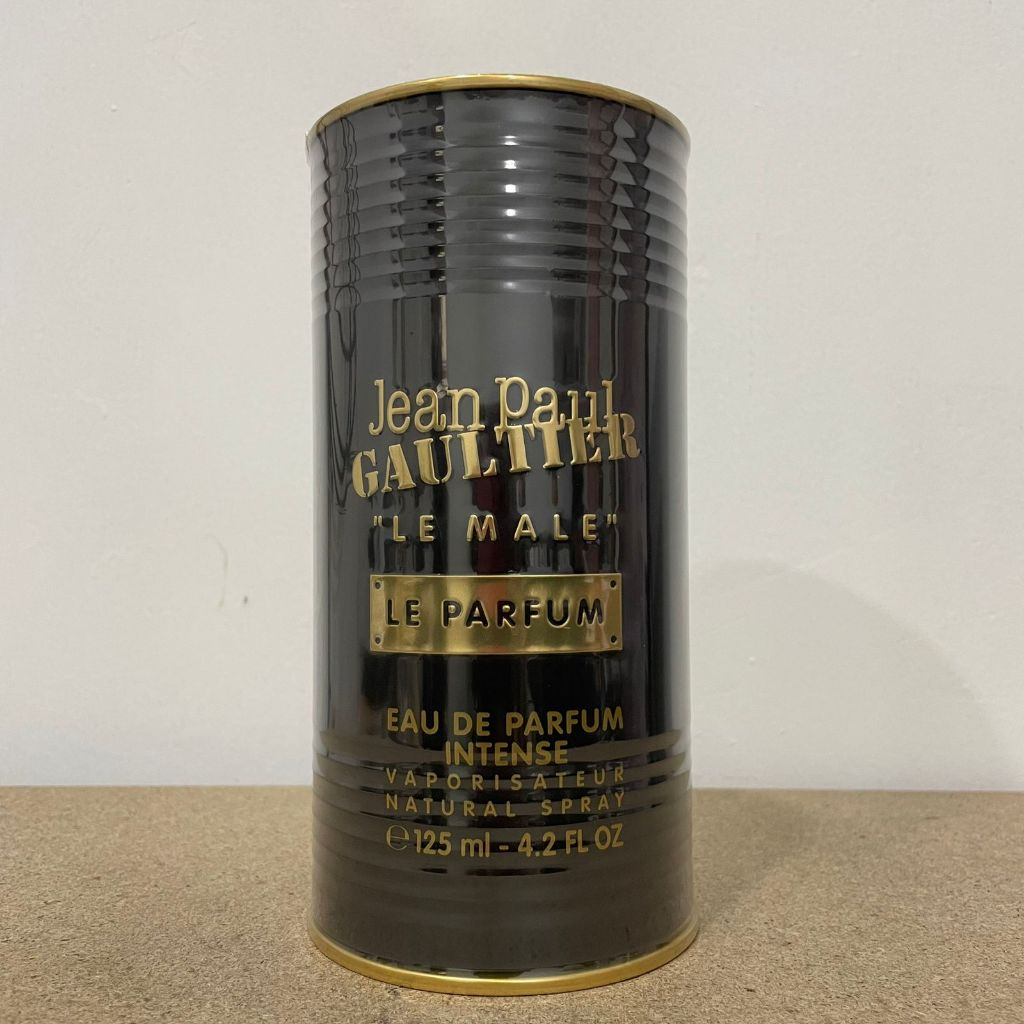 Jean Paul
GAULTIER
"LE MALE"
LE PARFUM
EAU DE PARFUM
INTENSE
VAPORISATEUR
NATURAL SPRAY
℮ 125 ml - 4.2 FL OZ